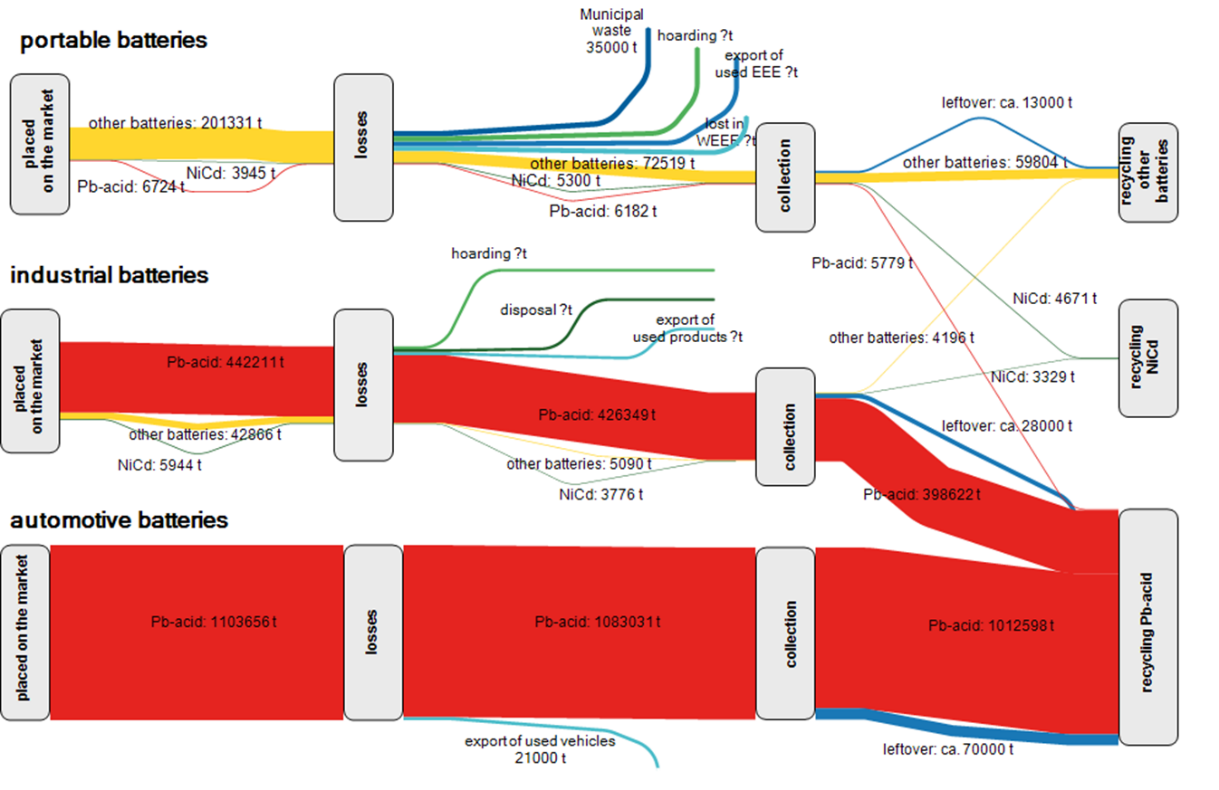 portable batteries
Municipal
waste
35000 t
hoarding ?t
export of
used EEE ?t
lost in
WEEE ?t
placed
on the market
other batteries: 201331 t
NiCd: 3945 t
Pb-acid: 6724 t
losses
other batteries: 72519 t
NiCd: 5300 t
Pb-acid: 6182 t
collection
leftover: ca. 13000 t
other batteries: 59804 t
recycling
other
batteries
Pb-acid: 5779 t
NiCd: 4671 t
other batteries: 4196 t
NiCd: 3329 t
recycling
NiCd
industrial batteries
hoarding ?t
disposal ?t
export of
used products ?t
placed
on the market
Pb-acid: 442211 t
other batteries: 42866 t
NiCd: 5944 t
losses
Pb-acid: 426349 t
other batteries: 5090 t
NiCd: 3776 t
collection
leftover: ca. 28000 t
Pb-acid: 398622 t
automotive batteries
placed on the market
Pb-acid: 1103656 t
losses
Pb-acid: 1083031 t
collection
Pb-acid: 1012598 t
recycling Pb-acid
export of used vehicles
21000 t
leftover: ca. 70000 t